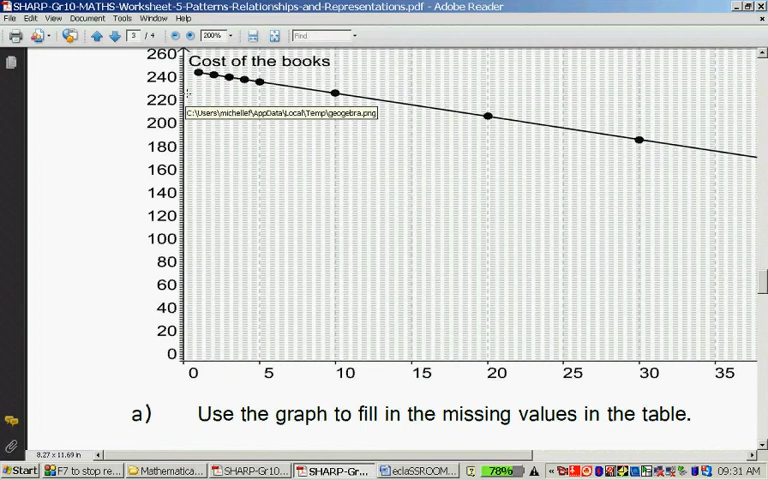 SHARP-Gr10-MATHS-Worksheet-5-Patterns-Relationships-and-Representations.pdf - Adobe Reader
File Edit View Document Tools Window Help
3 / 4 200% Find
Cost of the books
260
240
220
C:\Users\michellef\AppData\Local\Temp\geogebra.png
200
180
160
140
120
100
80
60
40
20
0
0 5 10 15 20 25 30 35
a) Use the graph to fill in the missing values in the table.
8.27 x 11.69 in
Start F7 to stop re... Mathematica... SHARP-Gr10... SHARP-Gr... eclaSSROOM... 78% 09:31 AM